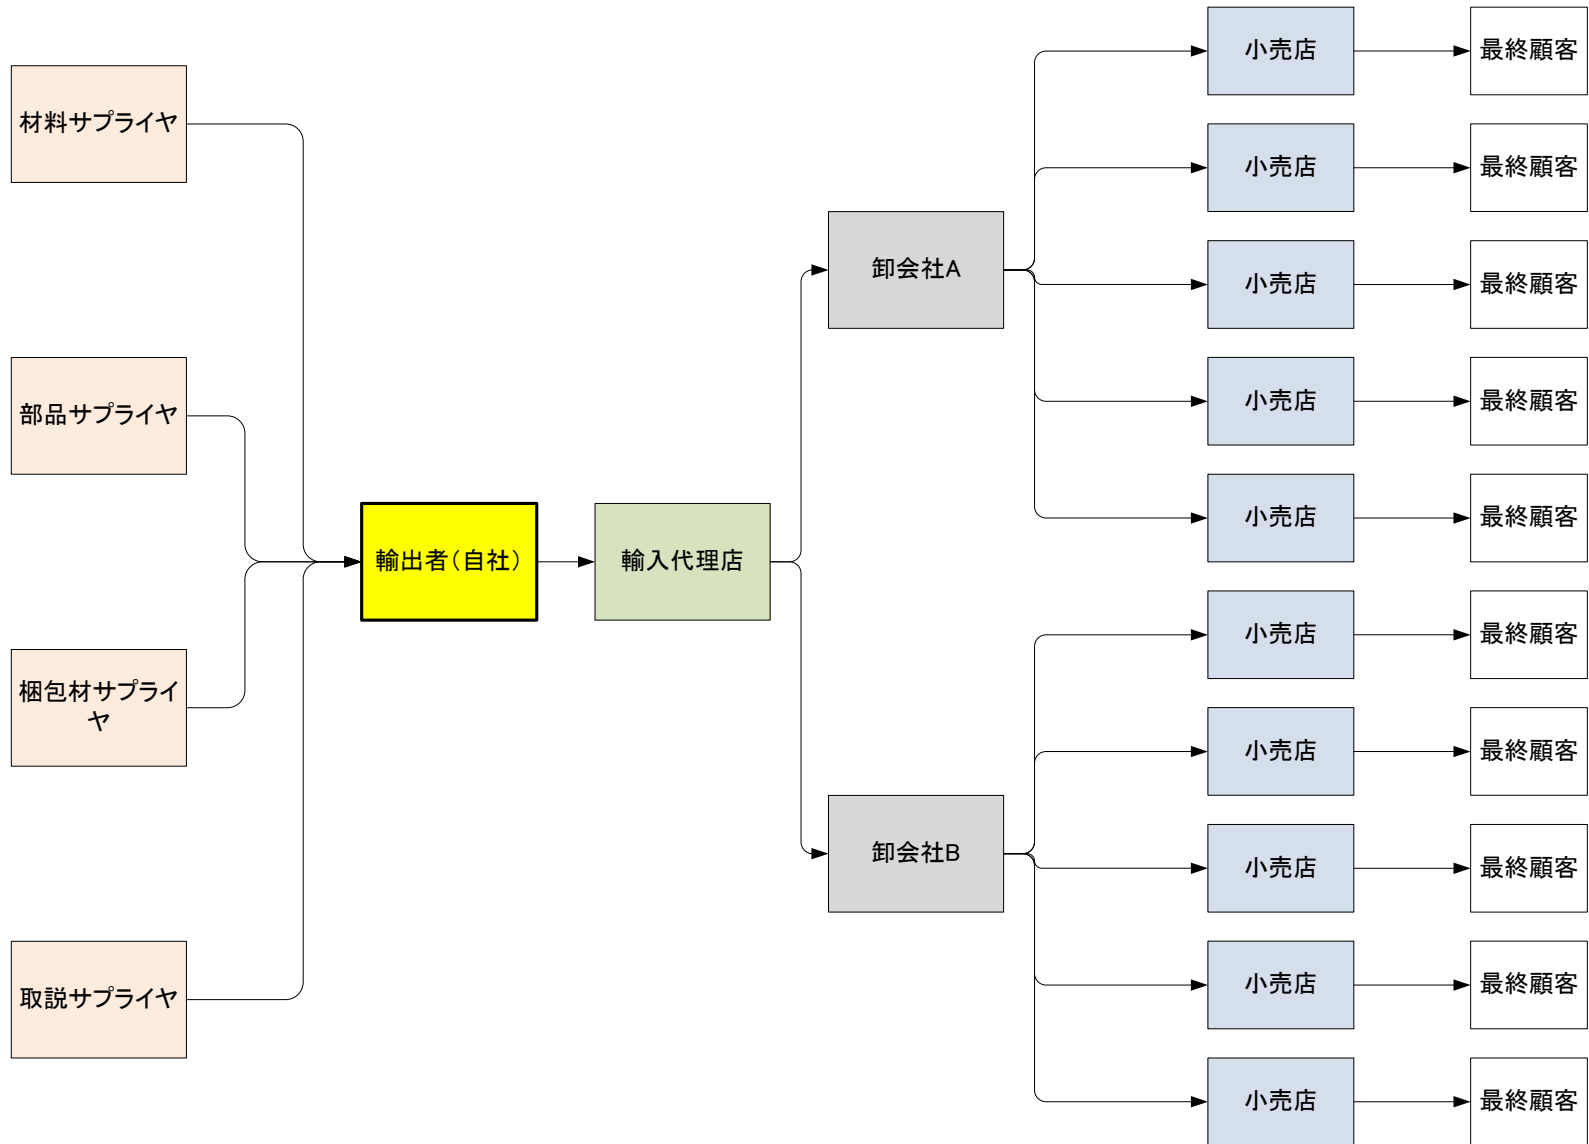 材料サプライヤ
部品サプライヤ
梱包材サプライ
ヤ
取説サプライヤ
輸出者（自社）
輸入代理店
卸会社A
卸会社B
小売店
最終顧客
小売店
最終顧客
小売店
最終顧客
小売店
最終顧客
小売店
最終顧客
小売店
最終顧客
小売店
最終顧客
小売店
最終顧客
小売店
最終顧客
小売店
最終顧客